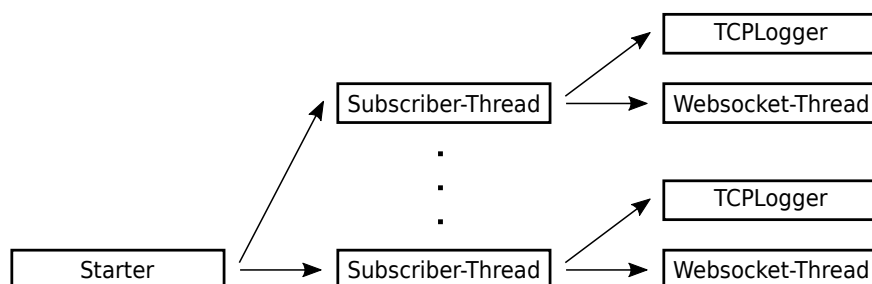 TCPLogger
Subscriber-Thread
Websocket-Thread
TCPLogger
Starter
Subscriber-Thread
Websocket-Thread